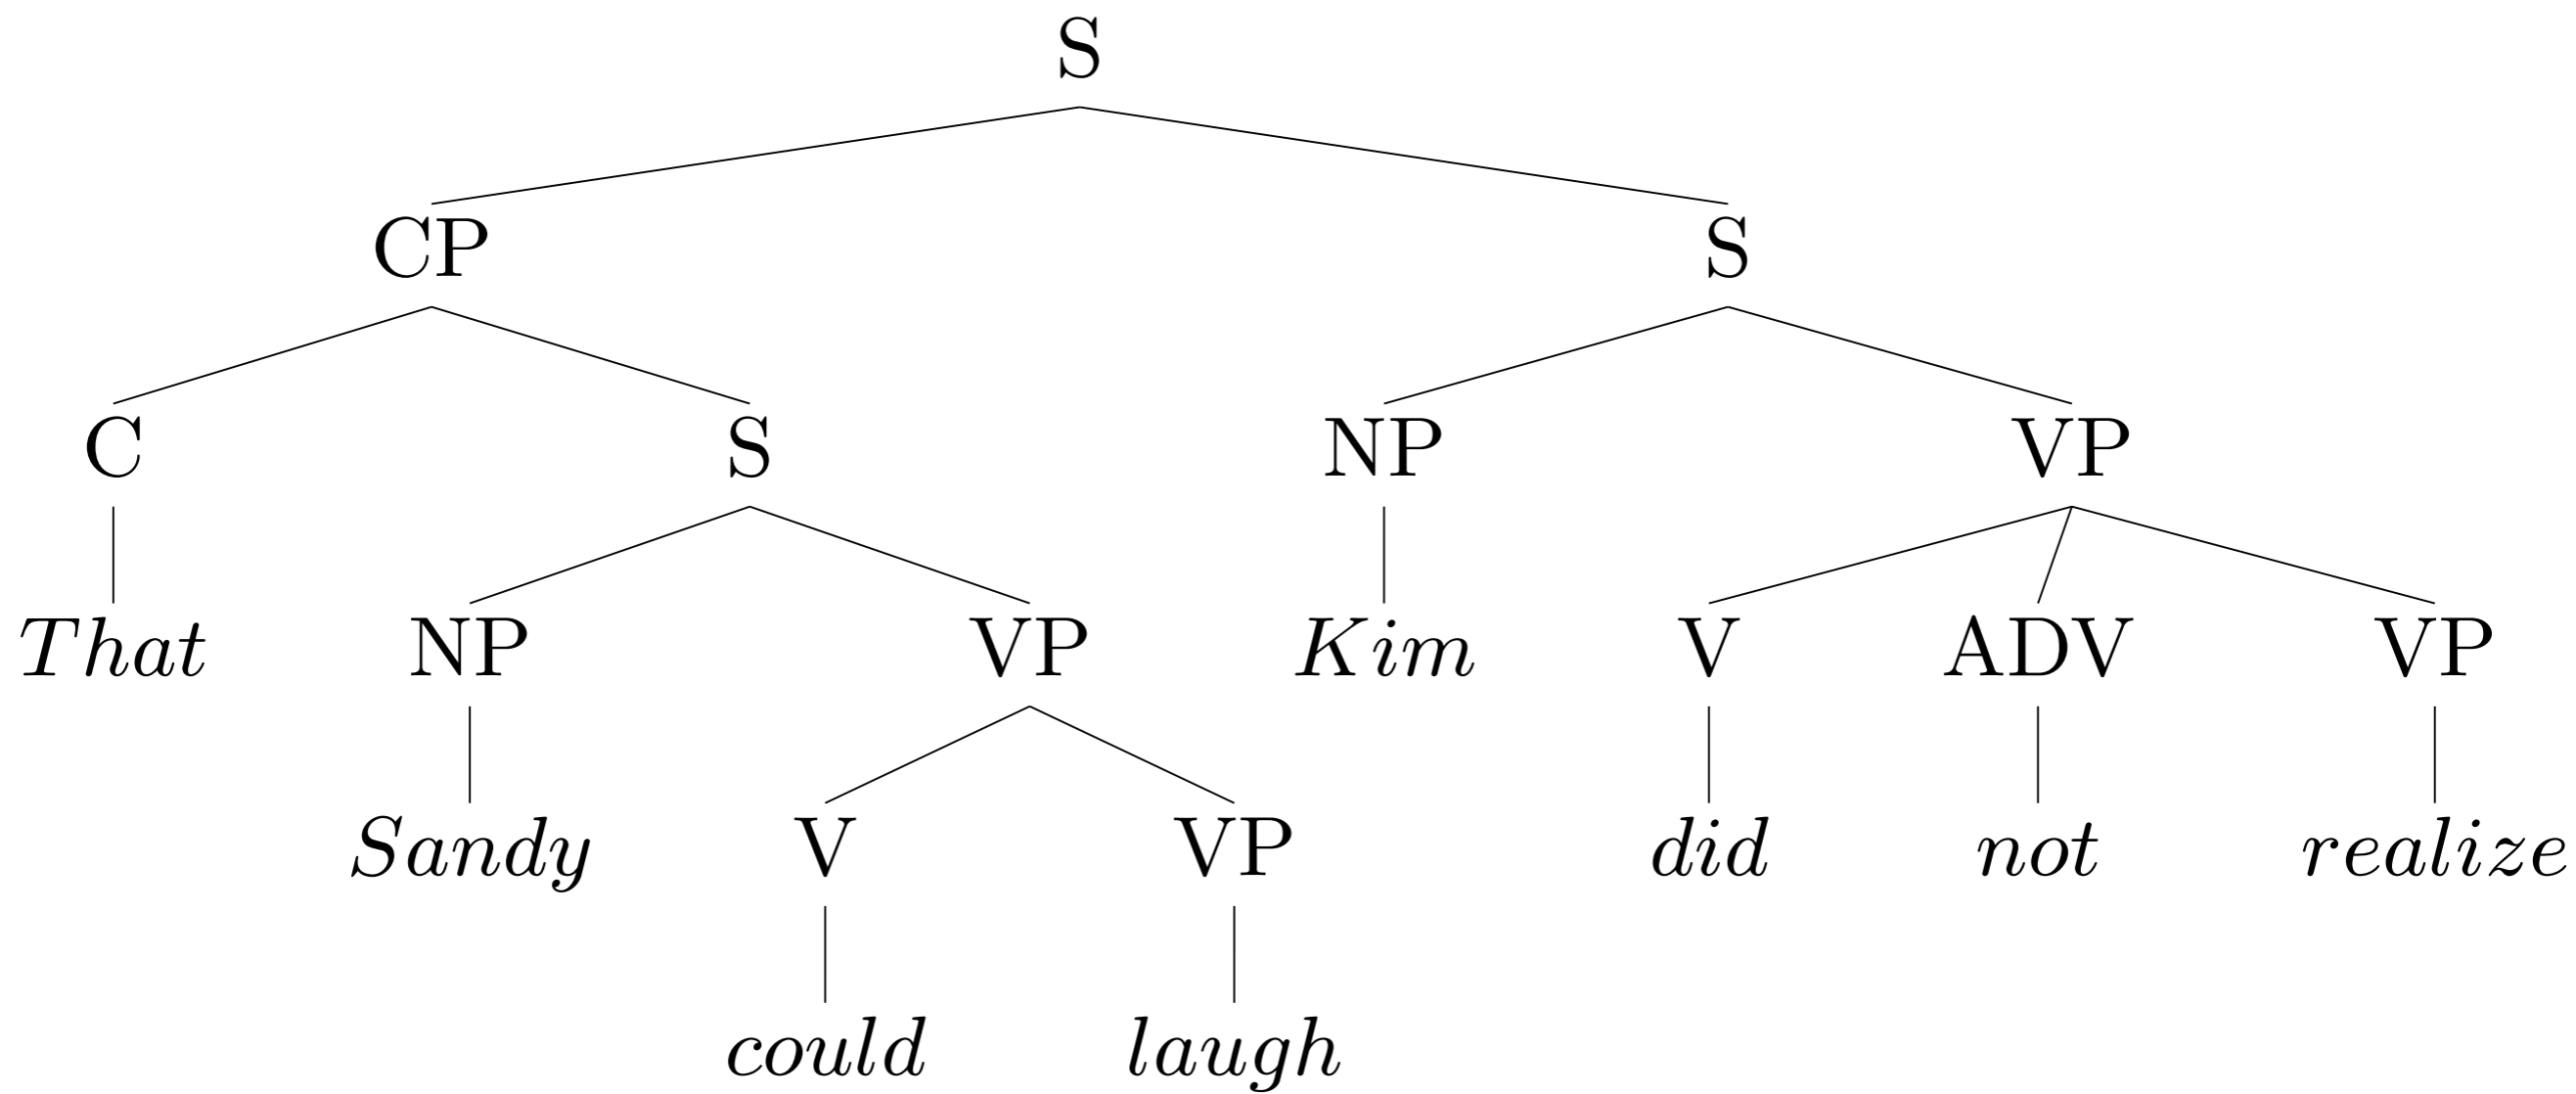 S
CP S
C S NP VP
That NP VP Kim V ADV VP
Sandy V VP did not realize
could laugh